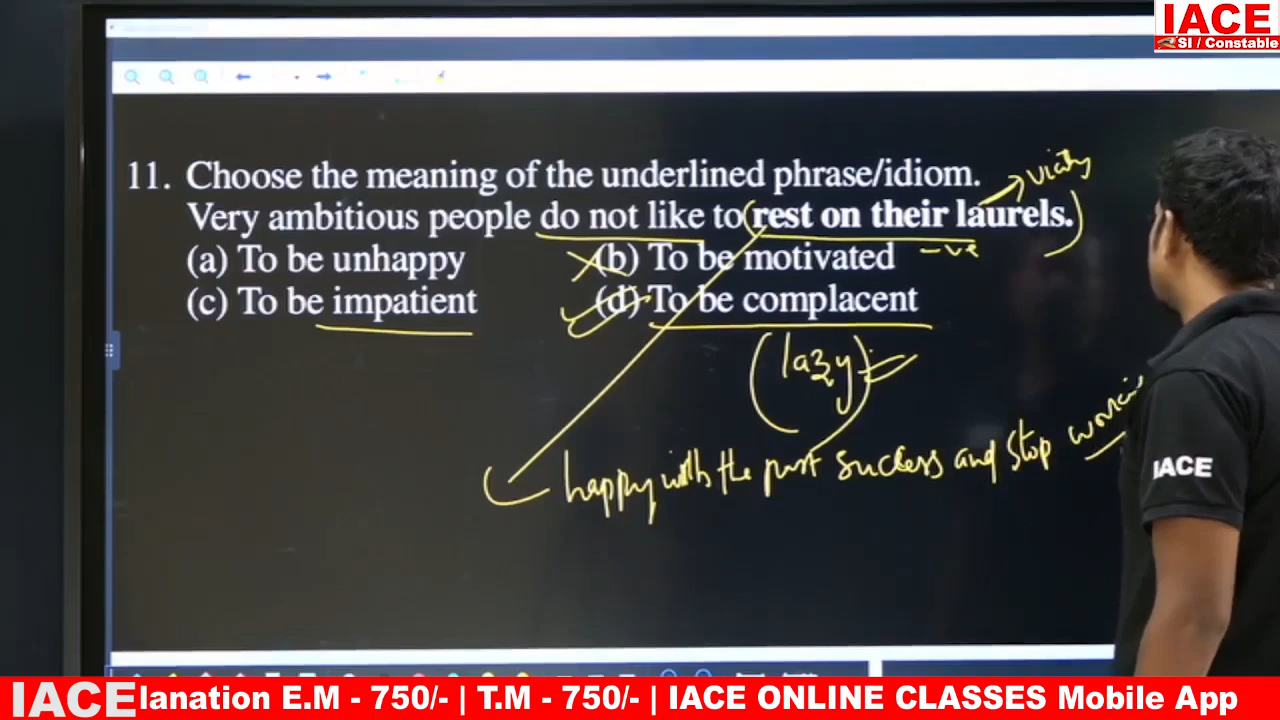 IACE
SI / Constable
11. Choose the meaning of the underlined phrase/idiom.
Very ambitious people do not like to (rest on their laurels.)
-ve
(a) To be unhappy (b) To be motivated
(c) To be impatient (d) To be complacent
(lazy)
happy with the past success and stop
IACE
IACE lanation E.M - 750/- | T.M - 750/- | IACE ONLINE CLASSES Mobile App